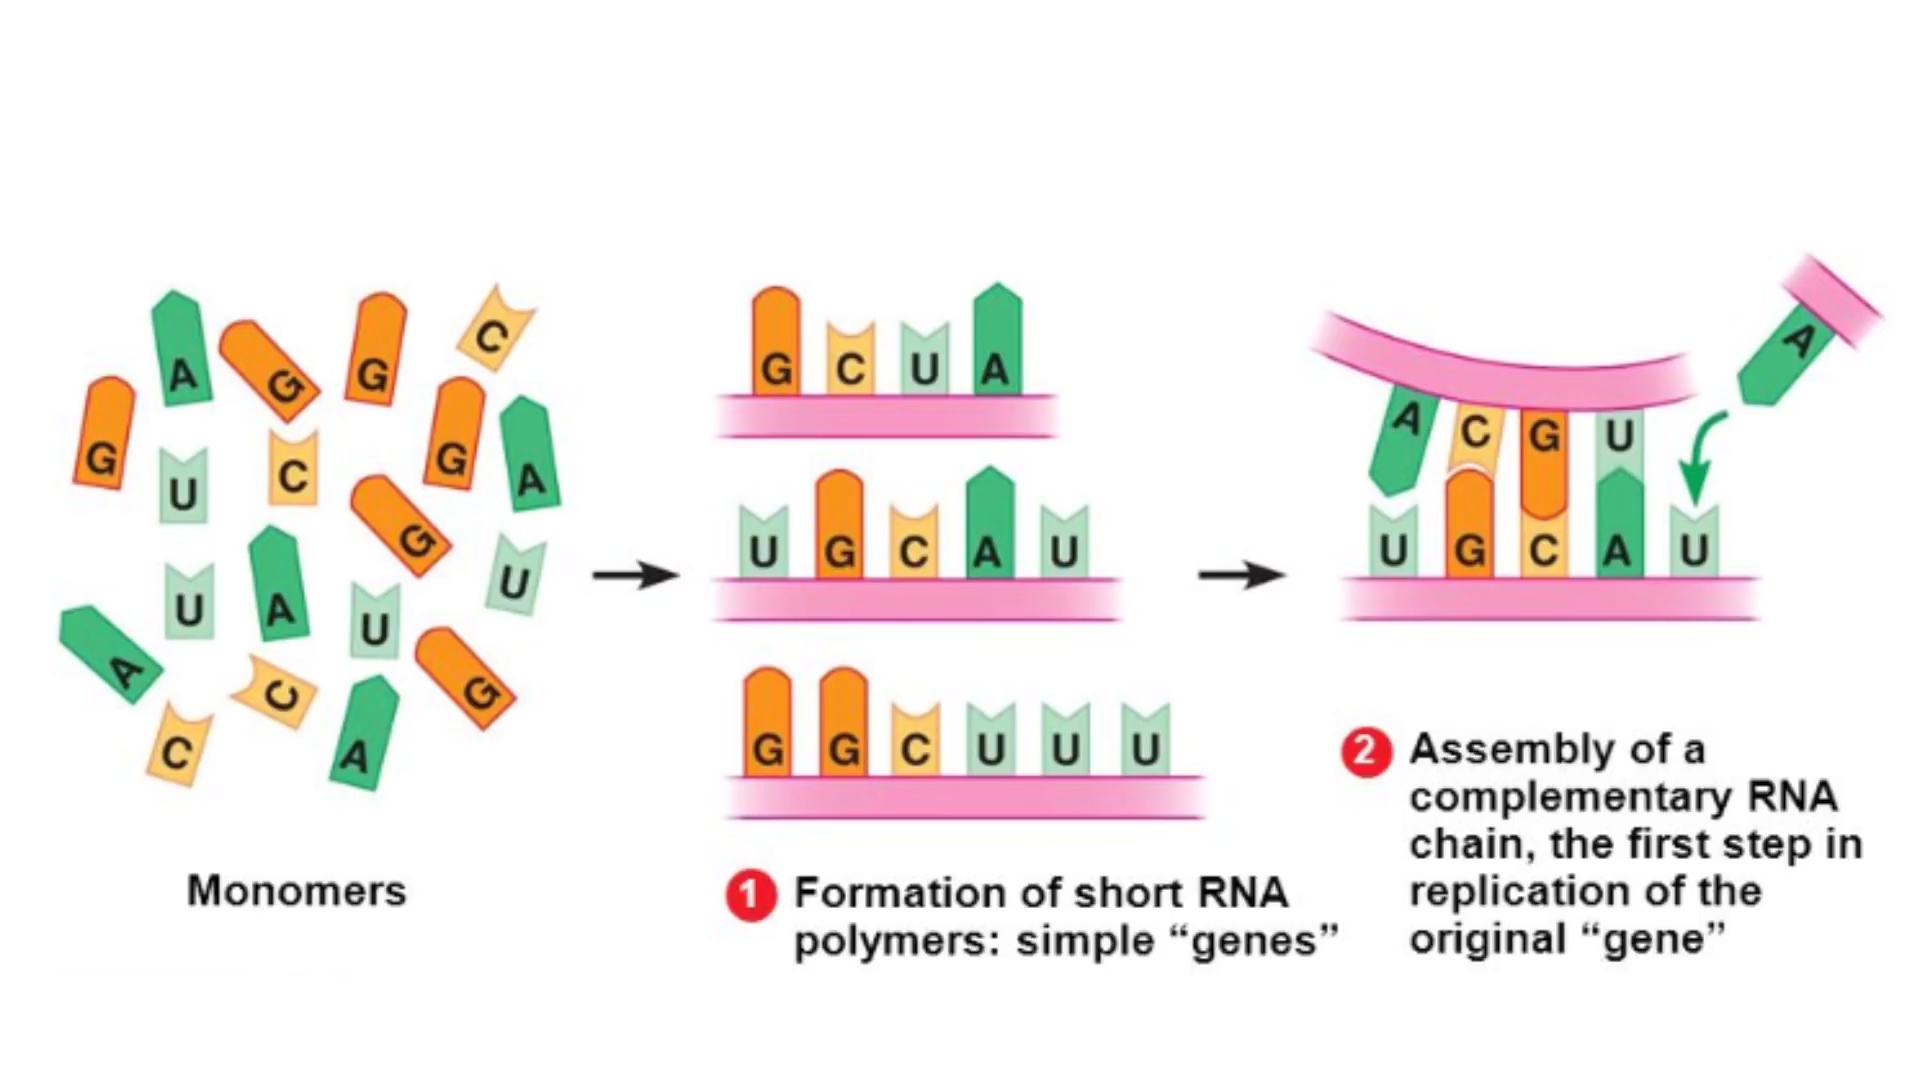 A G G C
G G A
U C
G
U A U U
A
C G
C A
Monomers
G C U A
U G C A U
G G C U U U
1 Formation of short RNA
polymers: simple “genes”
A C G U A
U G C A U
2 Assembly of a
complementary RNA
chain, the first step in
replication of the
original “gene”